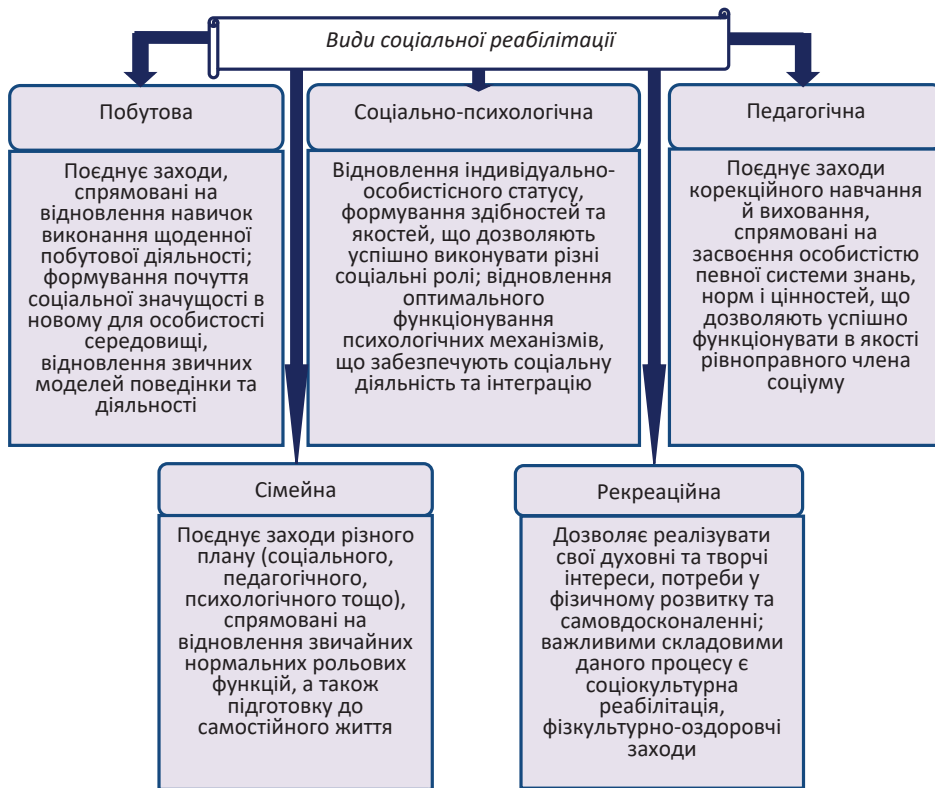 Види соціальної реабілітації
Побутова
Поєднує заходи,
спрямовані на
відновлення навичок
виконання щоденної
побутової діяльності;
формування почуття
соціальної значущості в
новому для особистості
середовищі,
відновлення звичних
моделей поведінки та
діяльності
Соціально-психологічна
Відновлення індивідуально-
особистісного статусу,
формування здібностей та
якостей, що дозволяють
успішно виконувати різні
соціальні ролі; відновлення
оптимального
функціонування
психологічних механізмів,
що забезпечують соціальну
діяльність та інтеграцію
Педагогічна
Поєднує заходи
корекційного навчання
й виховання,
спрямовані на
засвоєння особистістю
певної системи знань,
норм і цінностей, що
дозволяють успішно
функціонувати в якості
рівноправного члена
соціуму
Сімейна
Поєднує заходи різного
плану (соціального,
педагогічного,
психологічного тощо),
спрямовані на
відновлення звичайних
нормальних рольових
функцій, а також
підготовку до
самостійного життя
Рекреаційна
Дозволяє реалізувати
свої духовні та творчі
інтереси, потреби у
фізичному розвитку та
самовдосконаленні;
важливими складовими
даного процесу є
соціокультурна
реабілітація,
фізкультурно-оздоровчі
заходи